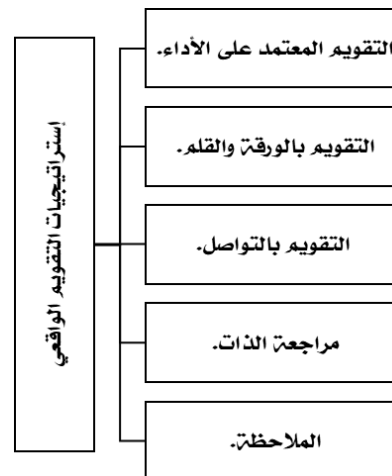 إستراتيجيات التقويم الواقعي
التقويم المعتمد على الأداء.
التقويم بالورقة والقلم.
التقويم بالتواصل.
مراجعة الذات.
الملاحظة.